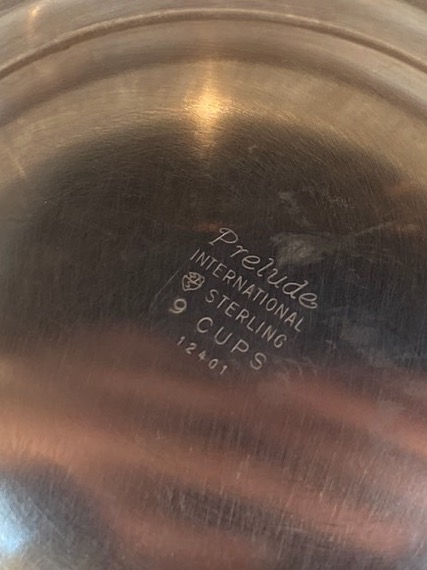 Prelude
INTERNATIONAL
STERLING
9 CUPS
12401